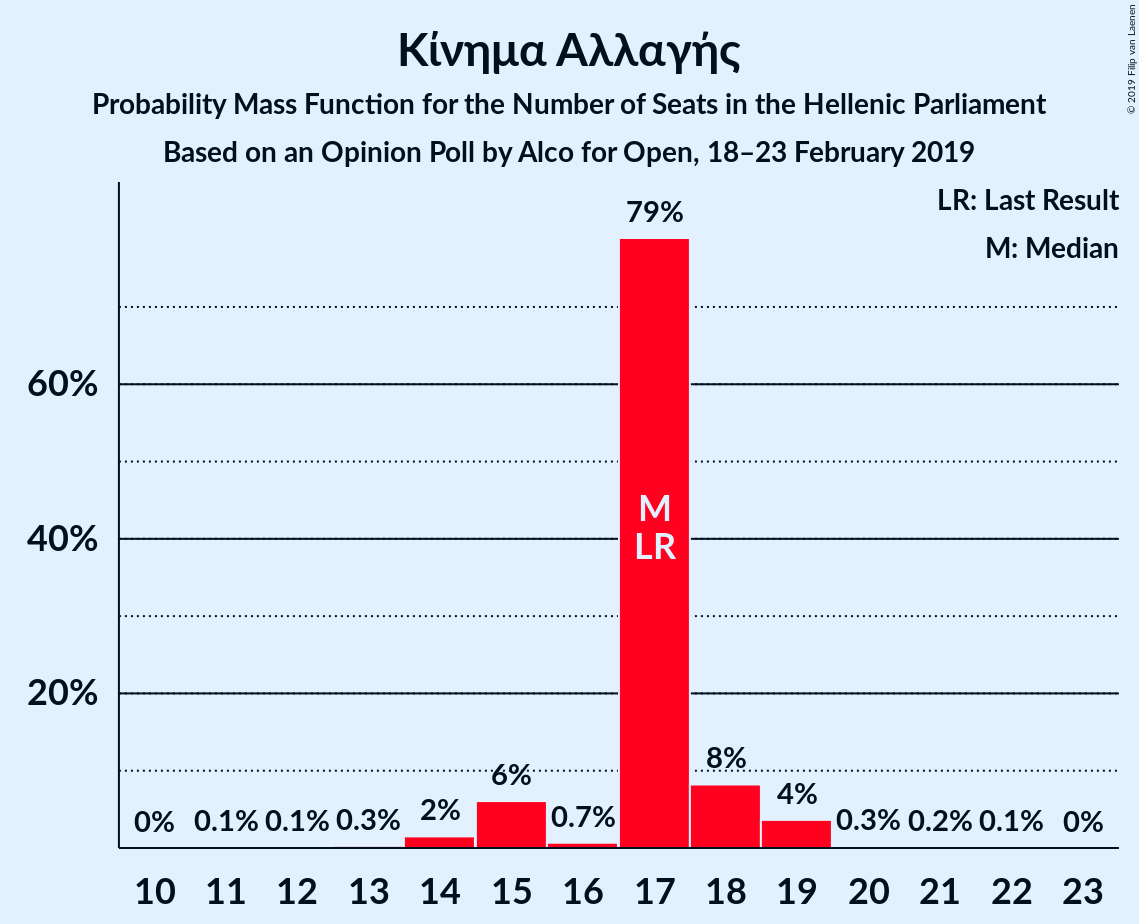 Κίνημα Αλλαγής
Probability Mass Function for the Number of Seats in the Hellenic Parliament
Based on an Opinion Poll by Alco for Open, 18–23 February 2019
© 2019 Filip van Laenen
LR: Last Result
M: Median
60%
40%
20%
0%
0.1%
0.1%
0.3%
2%
6%
0.7%
79%
8%
4%
0.3%
0.2%
0.1%
0%
M
LR
10 11 12 13 14 15 16 17 18 19 20 21 22 23